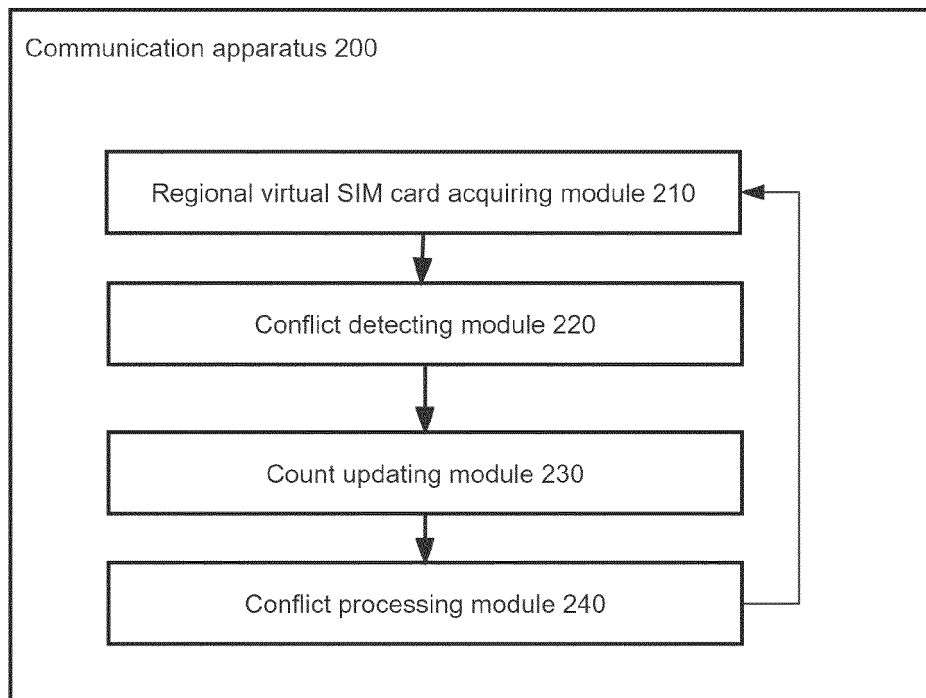 Communication apparatus 200
Regional virtual SIM card acquiring module 210
Conflict detecting module 220
Count updating module 230
Conflict processing module 240